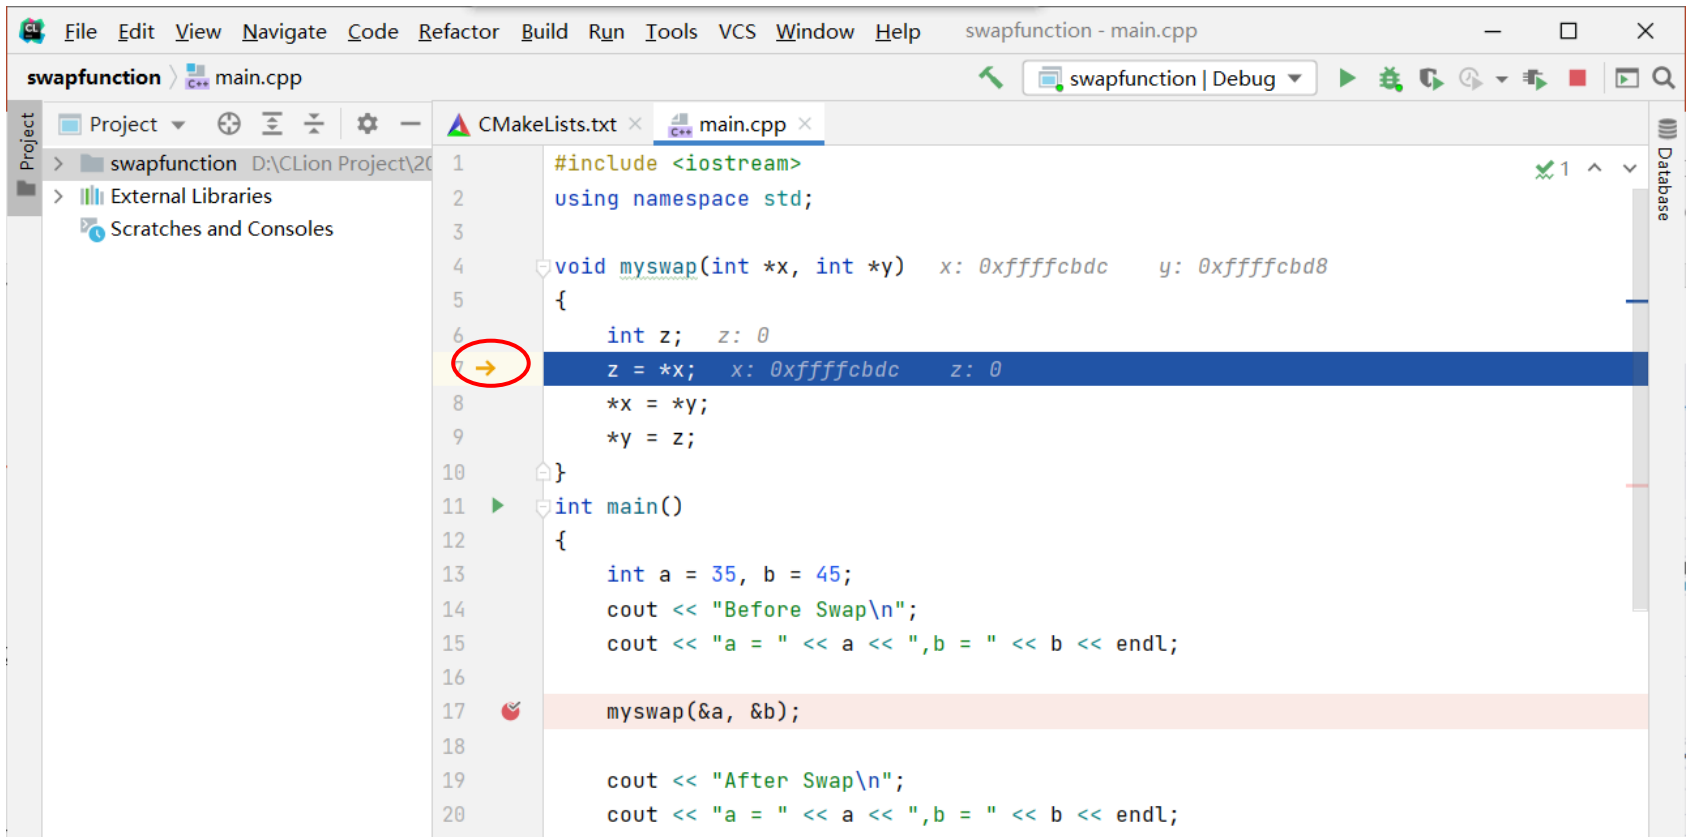 File Edit View Navigate Code Refactor Build Run Tools VCS Window Help swapfunction - main.cpp
swapfunction main.cpp swapfunction | Debug
Project CMakeLists.txt main.cpp
Project
Database
swapfunction D:\CLion Project\20
External Libraries
Scratches and Consoles
1
1 #include <iostream>
2 using namespace std;
3
4 void myswap(int *x, int *y) x: 0xffffcbdc y: 0xffffcbd8
5 {
6 int z; z: 0
7 z = *x; x: 0xffffcbdc z: 0
8 *x = *y;
9 *y = z;
10 }
11 int main()
12 {
13 int a = 35, b = 45;
14 cout << "Before Swap\n";
15 cout << "a = " << a << ",b = " << b << endl;
16
17 myswap(&a, &b);
18
19 cout << "After Swap\n";
20 cout << "a = " << a << ",b = " << b << endl;